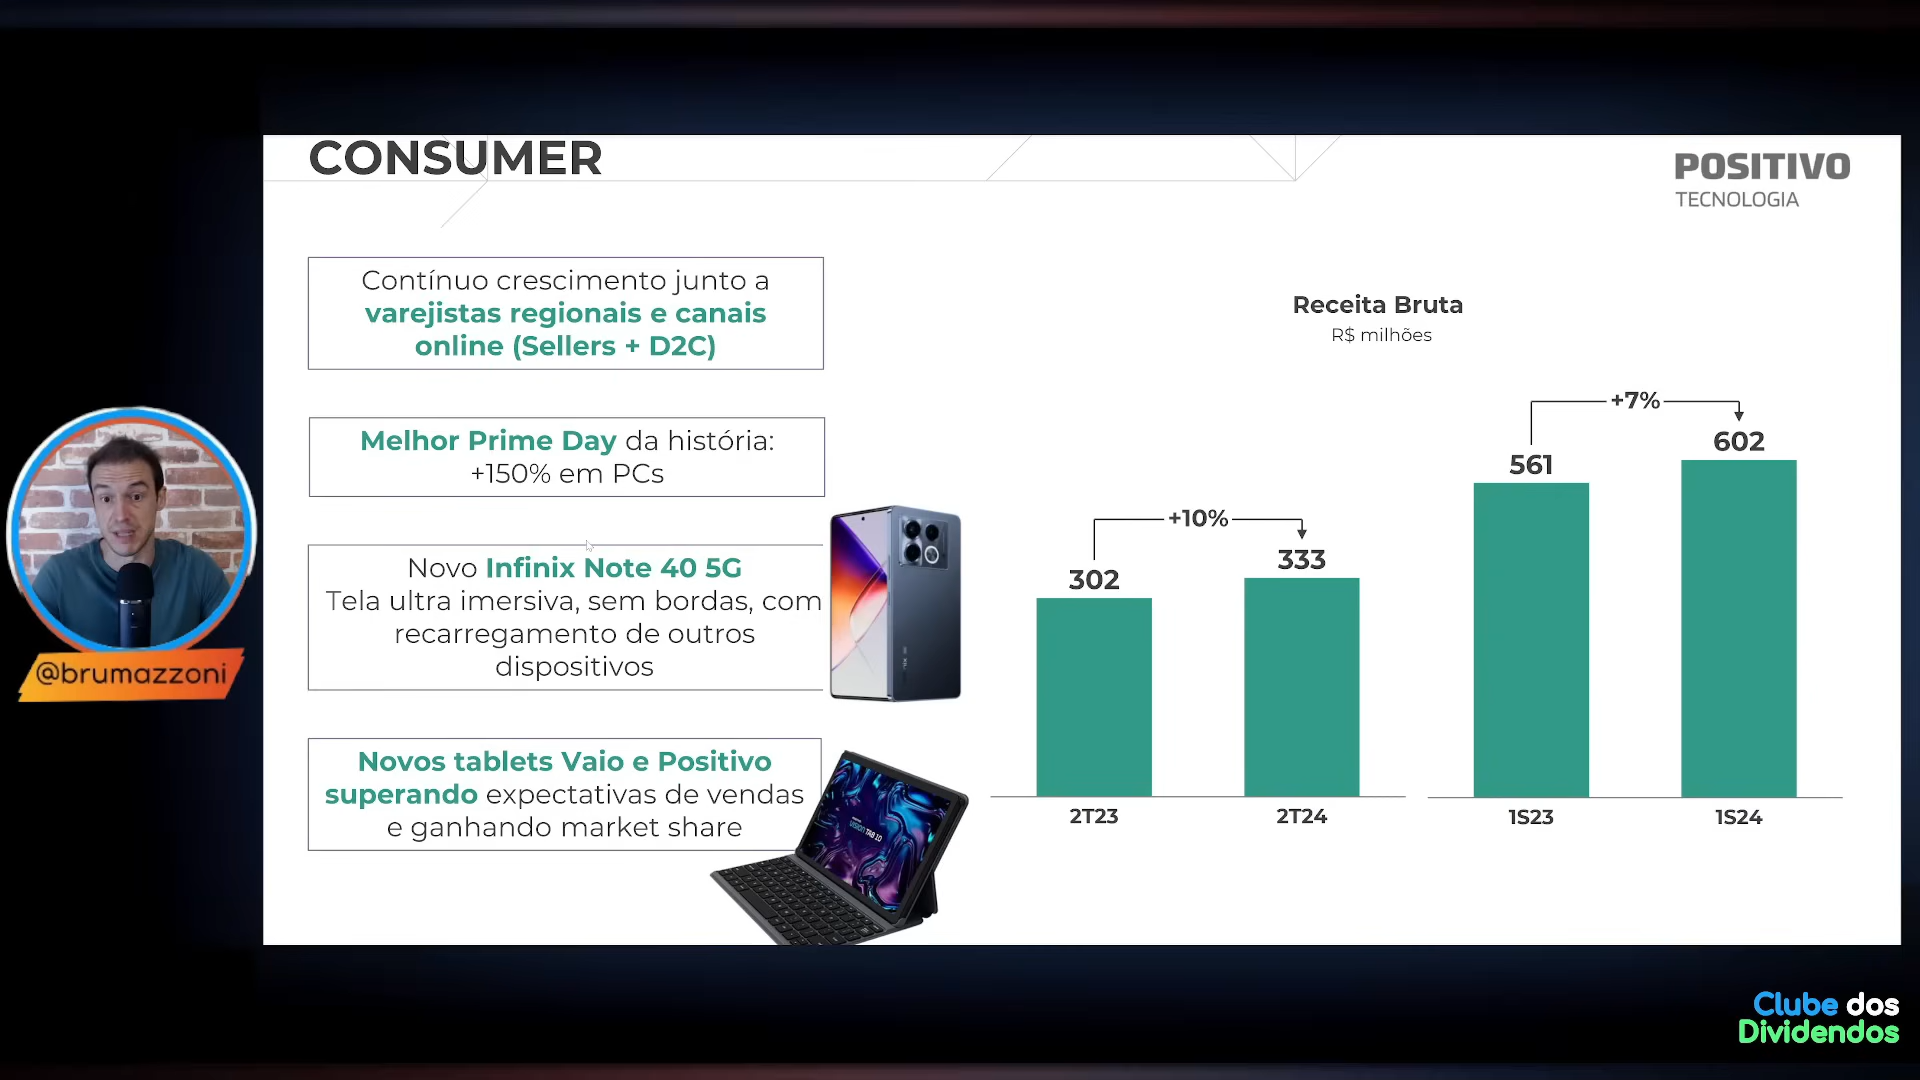 CONSUMER
POSITIVO
TECNOLOGIA
Contínuo crescimento junto a
varejistas regionais e canais
online (Sellers + D2C)
Melhor Prime Day da história:
+150% em PCs
Novo Infinix Note 40 5G
Tela ultra imersiva, sem bordas, com
recarregamento de outros
dispositivos
Novos tablets Vaio e Positivo
superando expectativas de vendas
e ganhando market share
VISION TAB 10
Receita Bruta
R$ milhões
+10%
302
333
2T23
2T24
+7%
561
602
1S23
1S24
@brumazzoni
Clube dos
Dividendos